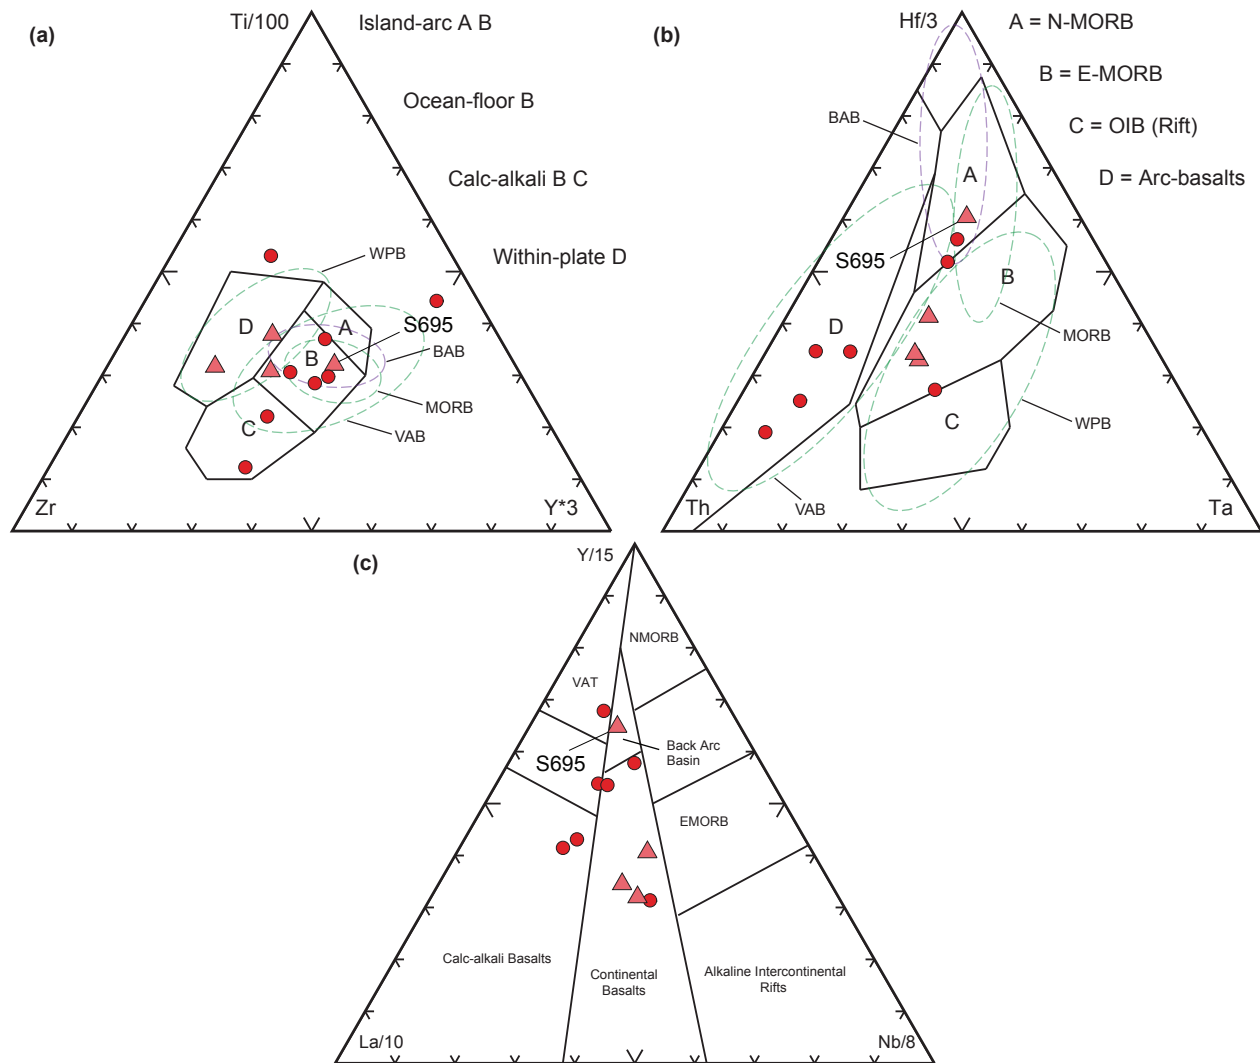 (a)
Ti/100
Island-arc A B
Ocean-floor B
Calc-alkali B C
Within-plate D
WPB
D
A
S695
B
BAB
MORB
C
VAB
Zr
Y*3
(b)
Hf/3
A = N-MORB
B = E-MORB
BAB
C = OIB (Rift)
A
D = Arc-basalts
S695
B
D
MORB
C
WPB
Th
VAB
Ta
(c)
Y/15
NMORB
VAT
Back Arc
Basin
S695
EMORB
Calc-alkali Basalts
Continental
Basalts
Alkaline Intercontinental
Rifts
La/10
Nb/8